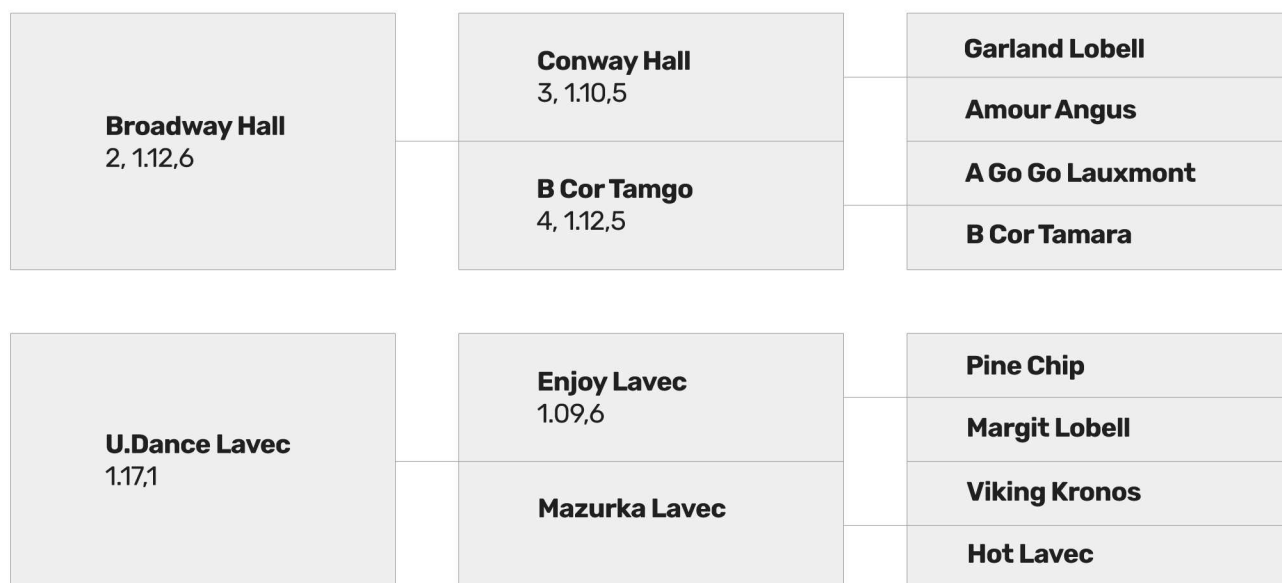 Broadway Hall
2, 1.12,6
Conway Hall
3, 1.10,5
B Cor Tamgo
4, 1.12,5
Garland Lobell
Amour Angus
A Go Go Lauxmont
B Cor Tamara
U.Dance Lavec
1.17,1
Enjoy Lavec
1.09,6
Mazurka Lavec
Pine Chip
Margit Lobell
Viking Kronos
Hot Lavec